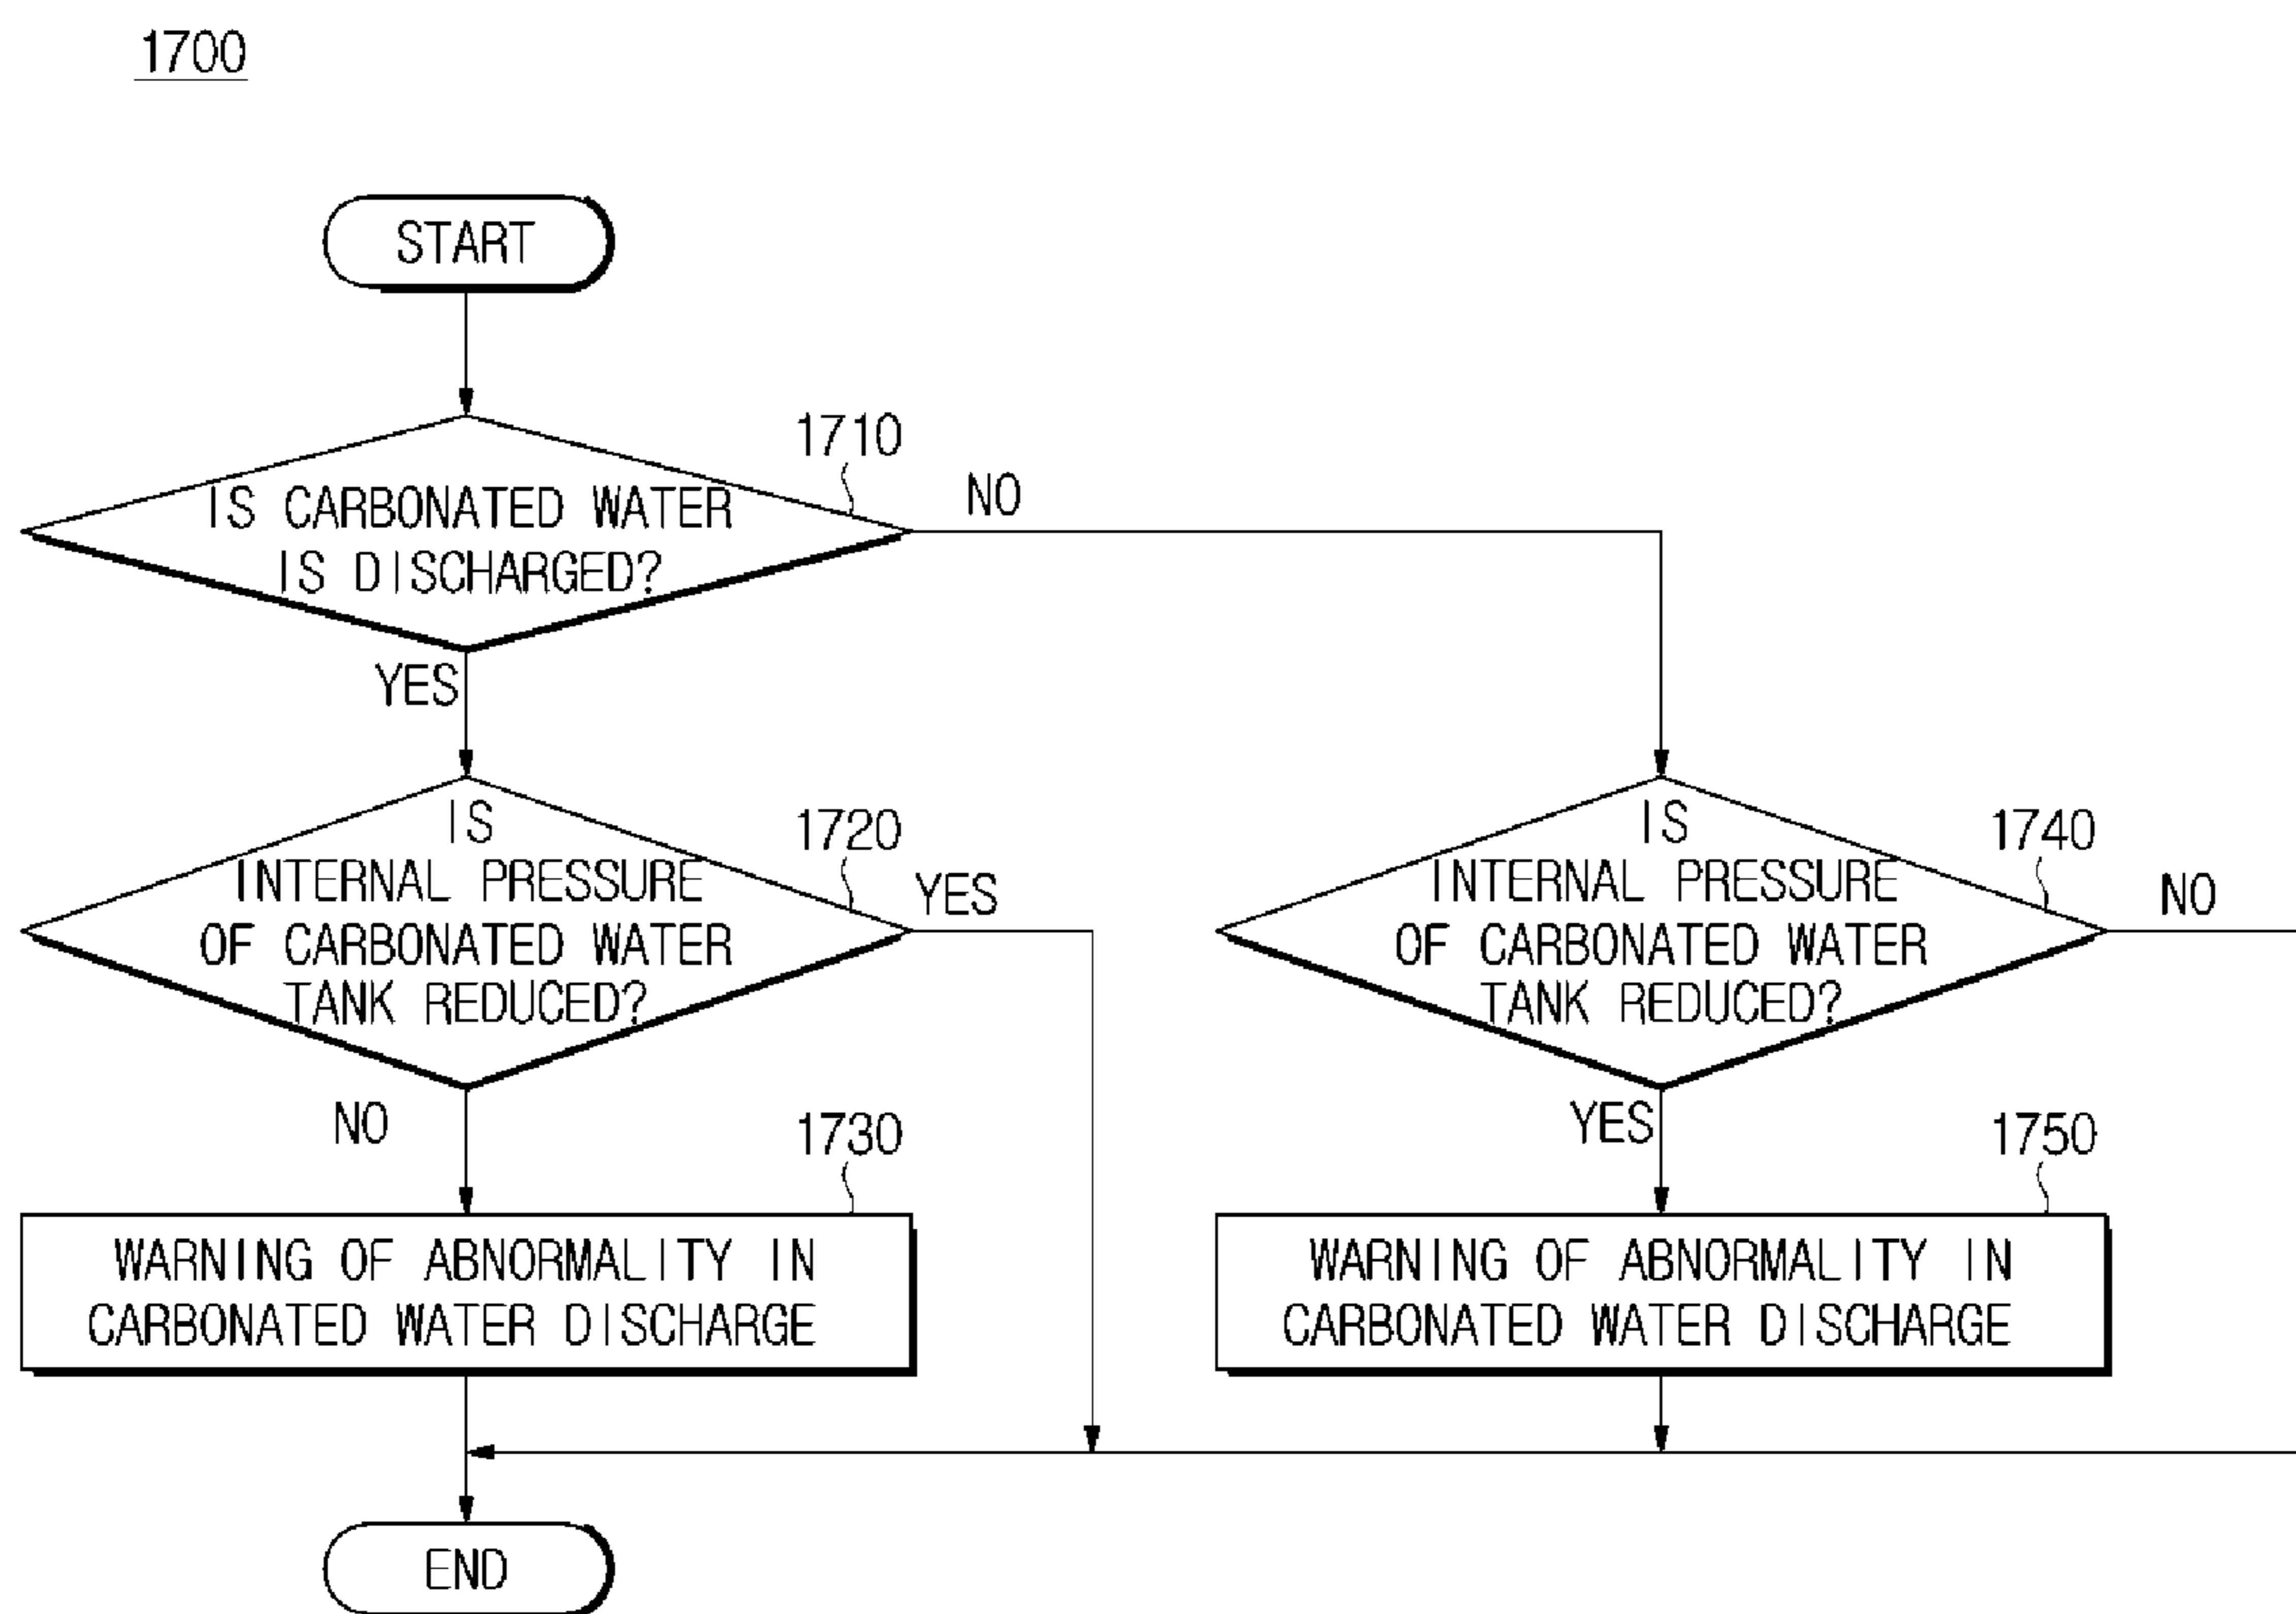 1700
START
1710
NO
IS CARBONATED WATER
IS DISCHARGED?
YES
IS
INTERNAL PRESSURE
OF CARBONATED WATER
TANK REDUCED?
1720
YES
NO
1730
WARNING OF ABNORMALITY IN
CARBONATED WATER DISCHARGE
IS
INTERNAL PRESSURE
OF CARBONATED WATER
TANK REDUCED?
1740
NO
YES
1750
WARNING OF ABNORMALITY IN
CARBONATED WATER DISCHARGE
END